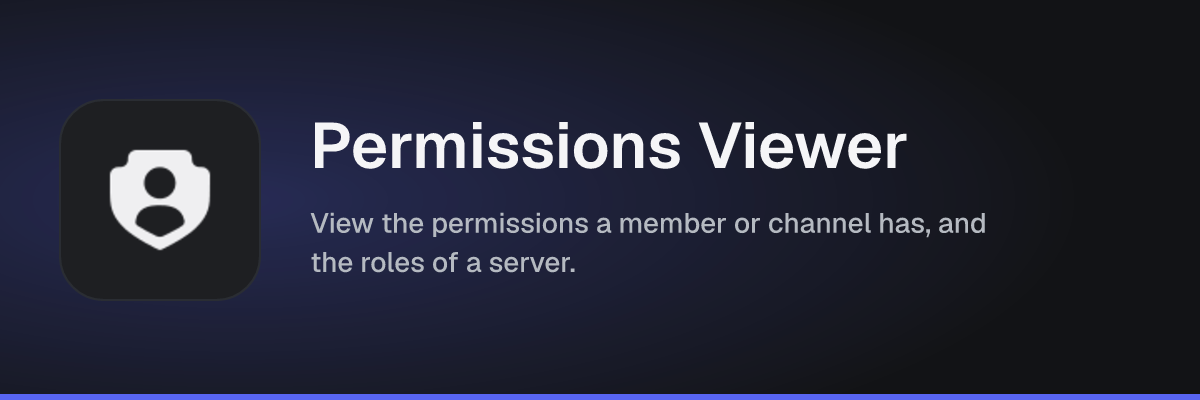 Permissions Viewer
View the permissions a member or channel has, and
the roles of a server.